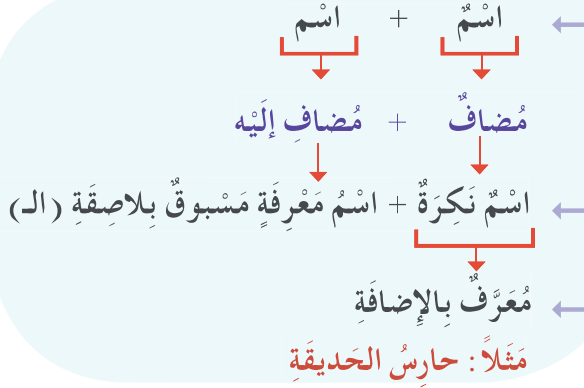 اسْمٌ + اسْم
مُضافٌ + مُضافِ إلَيْه
اسْمٌ نَكِرَةٌ + اسْمُ مَعْرِفَةٍ مَسْبوقٌ بِلاصِقَةِ (الـ)
مُعَرَّفٌ بِالإِضافَةِ
مَثَلاً: حارِسُ الحَديقَةِ